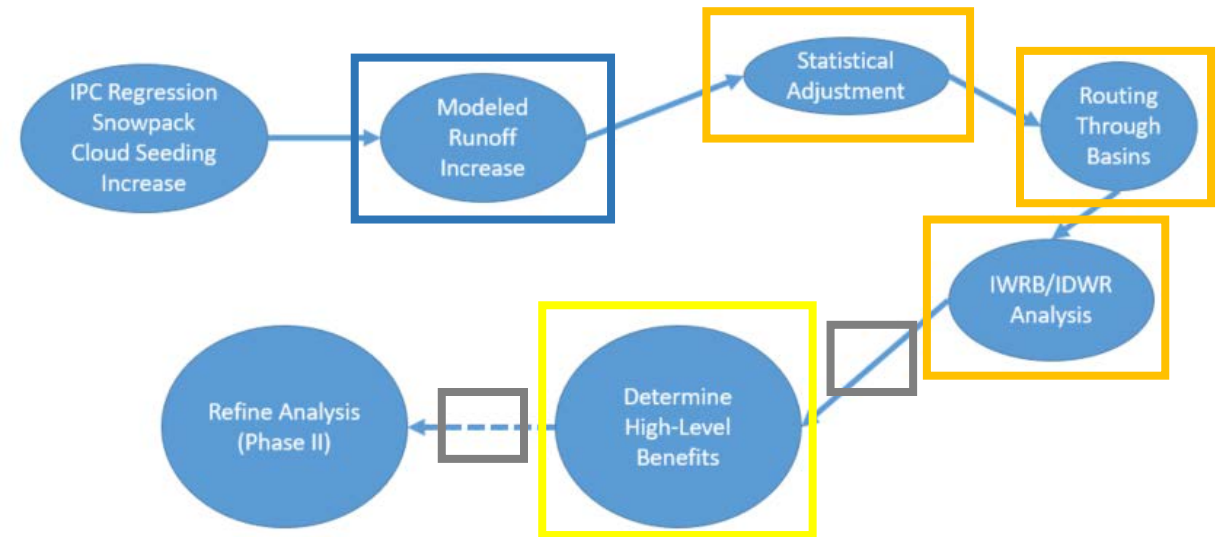 IPC Regression
Snowpack
Cloud Seeding
Increase
Modeled
Runoff
Increase
Statistical
Adjustment
Routing
Through
Basins
IWRB/IDWR
Analysis
Determine
High-Level
Benefits
Refine Analysis
(Phase II)